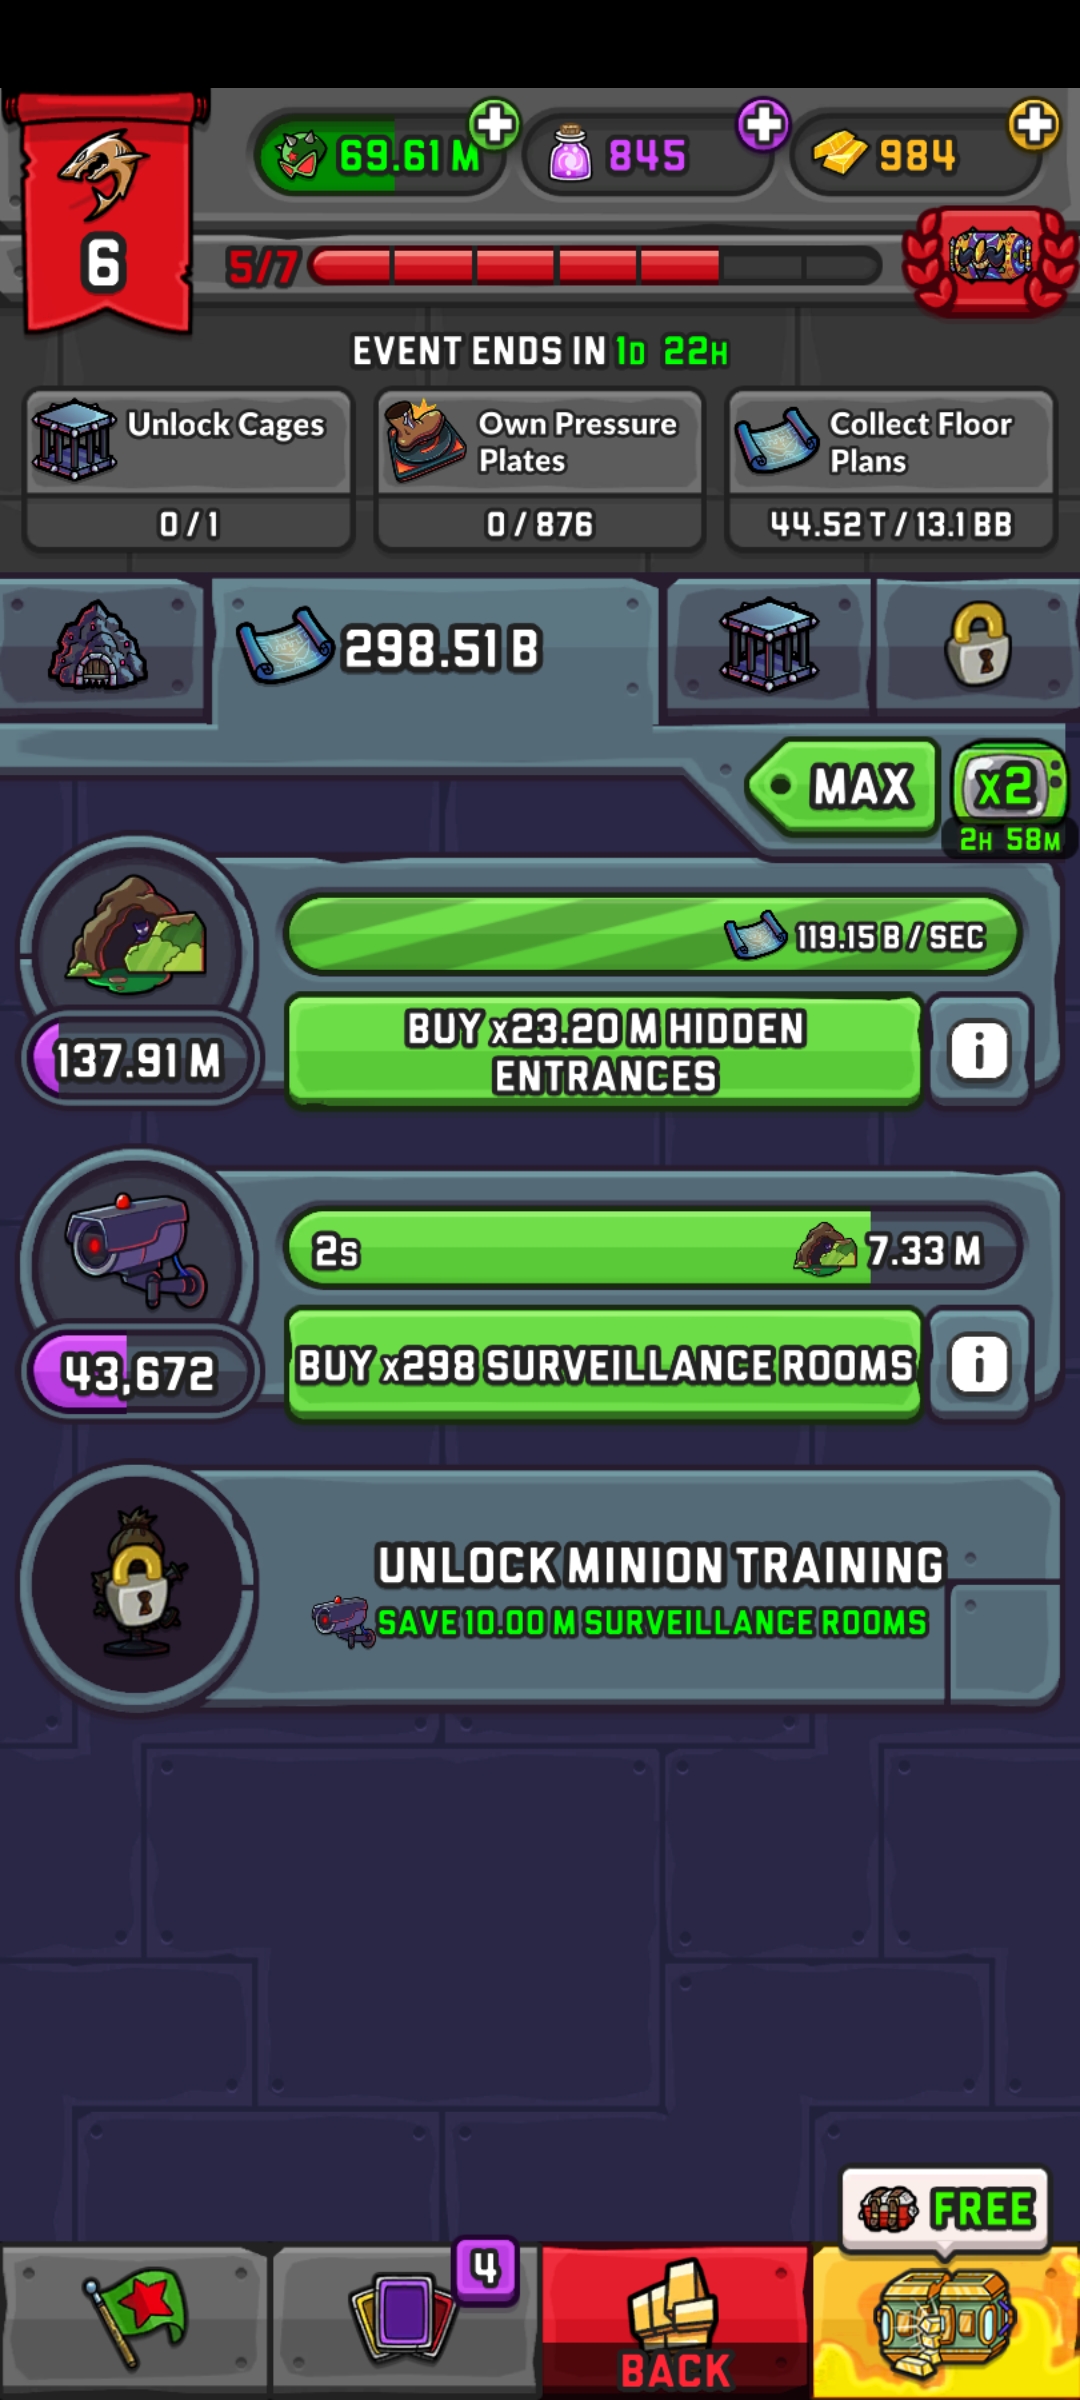 69.61 M
845
984
6
5/7
EVENT ENDS IN 1D 22H
Unlock Cages
0 / 1
Own Pressure
Plates
0 / 876
Collect Floor
Plans
44.52 T / 13.1 BB
298.51 B
MAX
x2
2H 58M
119.15 B / SEC
137.91 M
BUY x23.20 M HIDDEN
ENTRANCES
i
2s
7.33 M
43,672
BUY x298 SURVEILLANCE ROOMS
i
UNLOCK MINION TRAINING
SAVE 10.00 M SURVEILLANCE ROOMS
FREE
4
BACK